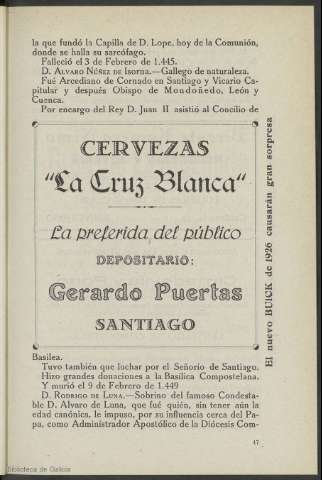 la que fundó la Capilla de D. Lope, hoy de la Comunión,
donde se halla su sarcófago.
Falleció el 3 de Febrero de 1.445.
D. ALVARO NÚÑEZ DE Isorna.—Gallego de naturaleza.
Fué Arcediano de Cornado en Santiago y Vicario Ca-
pitular y después Obispo de Mondoñedo, León y
Cuenca.
Por encargo del Rey D. Juan II asistió al Concilio de
CERVEZAS
"La Cruz Blanca"
La preferida del público
DEPOSITARIO:
Gerardo Puertas
SANTIAGO
El nuevo BUICK de 1926 causarán gran sorpresa
Basilea.
Tuvo también que luchar por el Señorio de Santiago.
Hizo grandes donaciones a la Basílica Compostelana.
Y murió el 9 de Febrero de 1.449
D. RODRIGO DE LUNA.—Sobrino del famoso Condesta-
ble D. Alvaro de Luna, que fué quién, sin tener aún la
edad canónica, le impuso, por su influencia cerca del Pa-
pa, como Administrador Apostólico de la Diócesis Com-
47
Biblioteca de Galicia